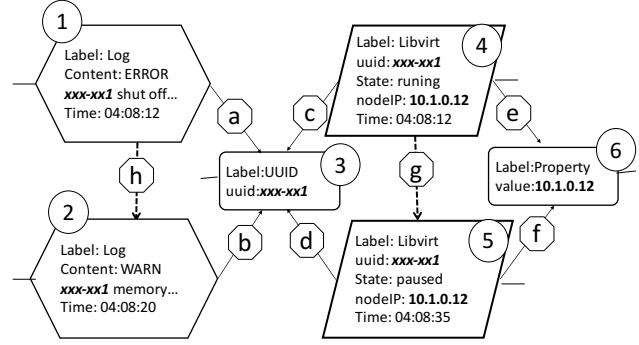 1
Label: Log
Content: ERROR
xxx-xx1 shut off...
Time: 04:08:12
a
h
2
Label: Log
Content: WARN
xxx-xx1 memory...
Time: 04:08:20
b
3
Label:UUID
uuid:xxx-xx1
c
d
4
Label: Libvirt
uuid: xxx-xx1
State: runing
nodeIP: 10.1.0.12
Time: 04:08:12
g
5
Label: Libvirt
uuid: xxx-xx1
State: paused
nodeIP: 10.1.0.12
Time: 04:08:35
e
f
6
Label:Property
value:10.1.0.12